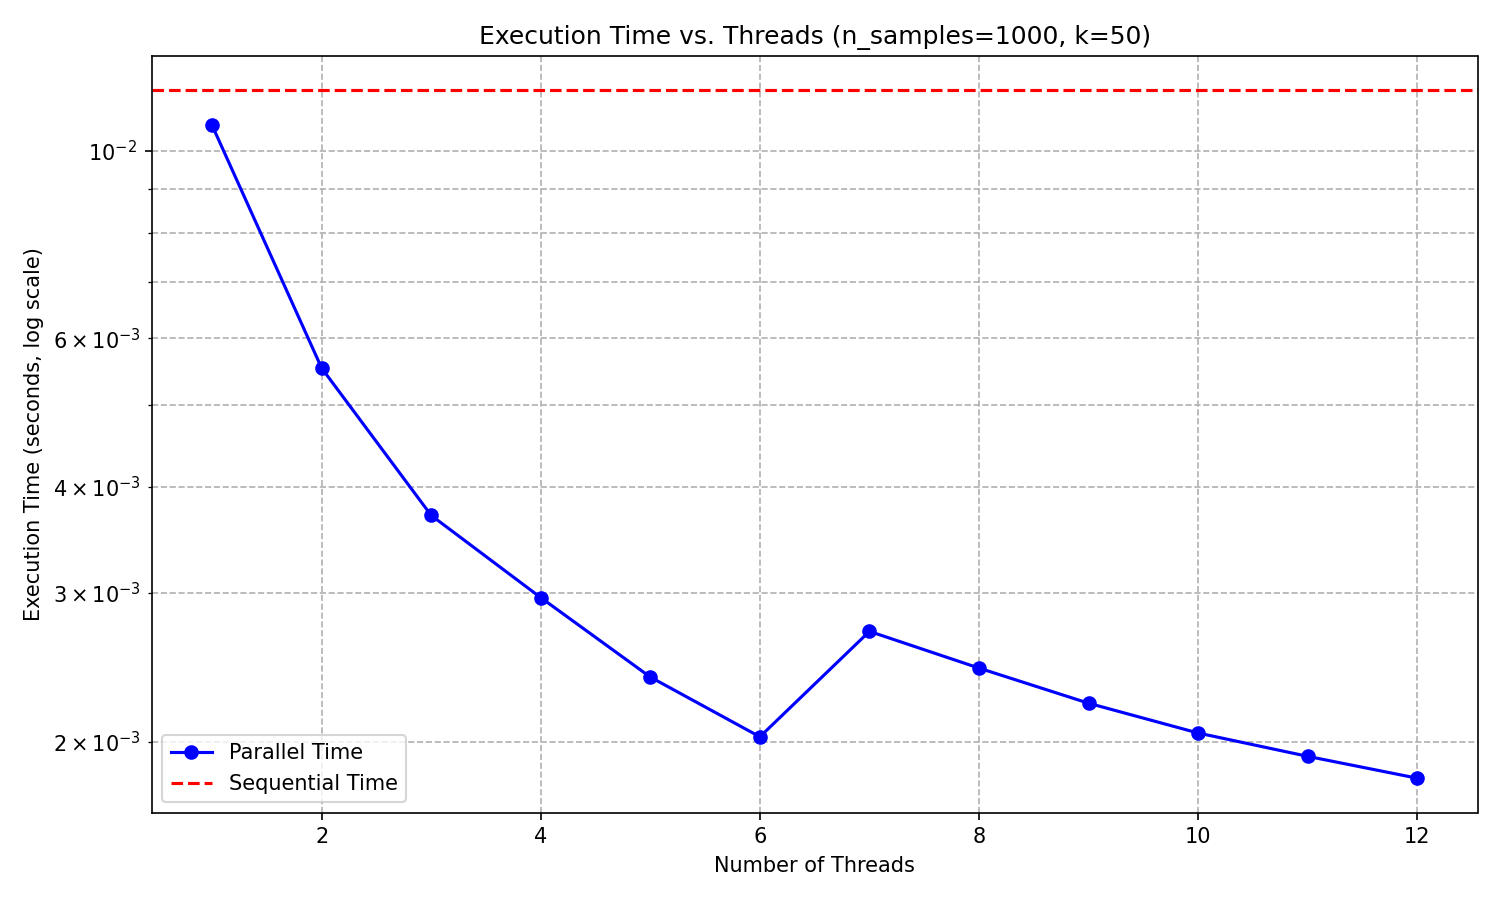 Execution Time vs. Threads (n_samples=1000, k=50)
Execution Time (seconds, log scale)
10⁻²
6 × 10⁻³
4 × 10⁻³
3 × 10⁻³
2 × 10⁻³
Parallel Time
Sequential Time
2 4 6 8 10 12
Number of Threads